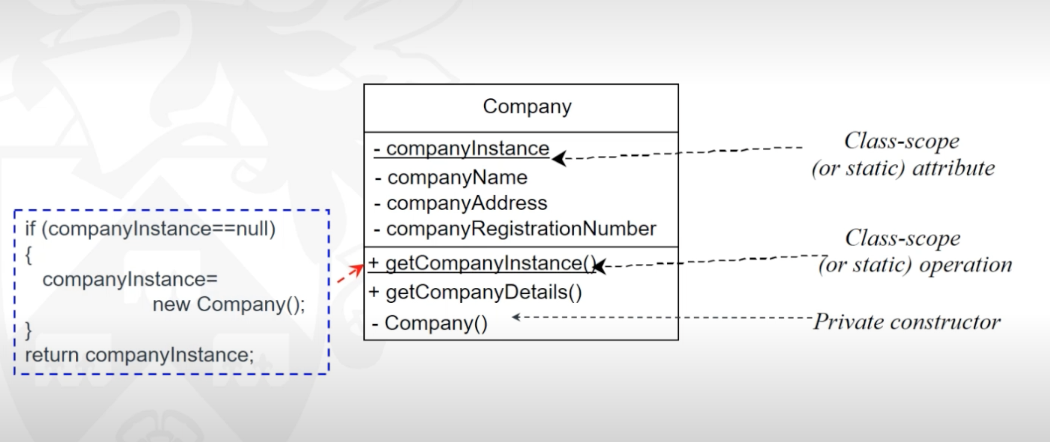 Company
- companyInstance
- companyName
- companyAddress
- companyRegistrationNumber
+ getCompanyInstance()
+ getCompanyDetails()
- Company()
if (companyInstance==null)
{
companyInstance=
new Company();
}
return companyInstance;
Class-scope
(or static) attribute
Class-scope
(or static) operation
Private constructor